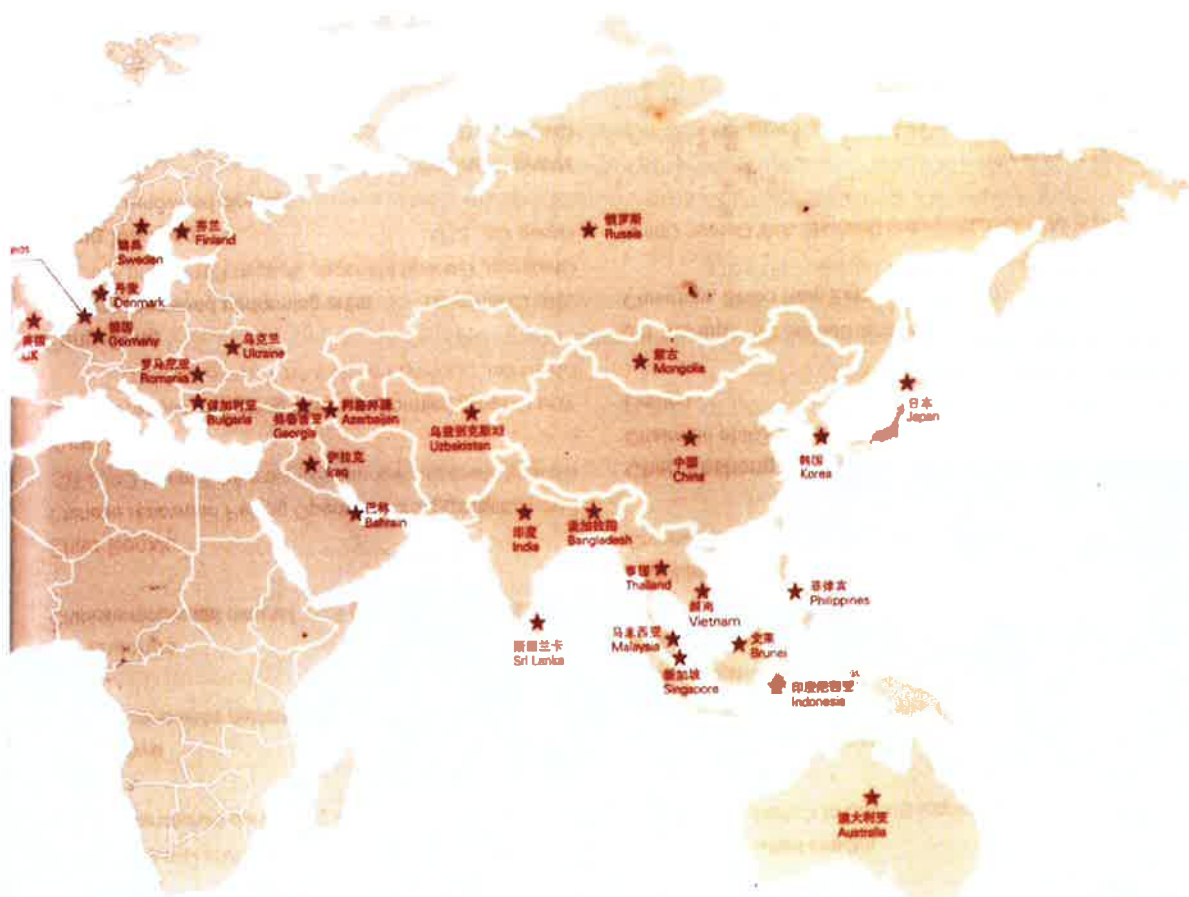 芬兰
Finland
瑞典
Sweden
俄罗斯
Russia
丹麦
Denmark
德国
Germany
英国
UK
乌克兰
Ukraine
罗马尼亚
Romania
蒙古
Mongolia
保加利亚
Bulgaria
格鲁吉亚
Georgia
阿塞拜疆
Azerbaijan
乌兹别克斯坦
Uzbekistan
日本
Japan
中国
China
韩国
Korea
伊拉克
Iraq
巴林
Bahrain
印度
India
孟加拉国
Bangladesh
泰国
Thailand
越南
Vietnam
菲律宾
Philippines
斯里兰卡
Sri Lanka
马来西亚
Malaysia
文莱
Brunei
新加坡
Singapore
印度尼西亚
Indonesia
澳大利亚
Australia